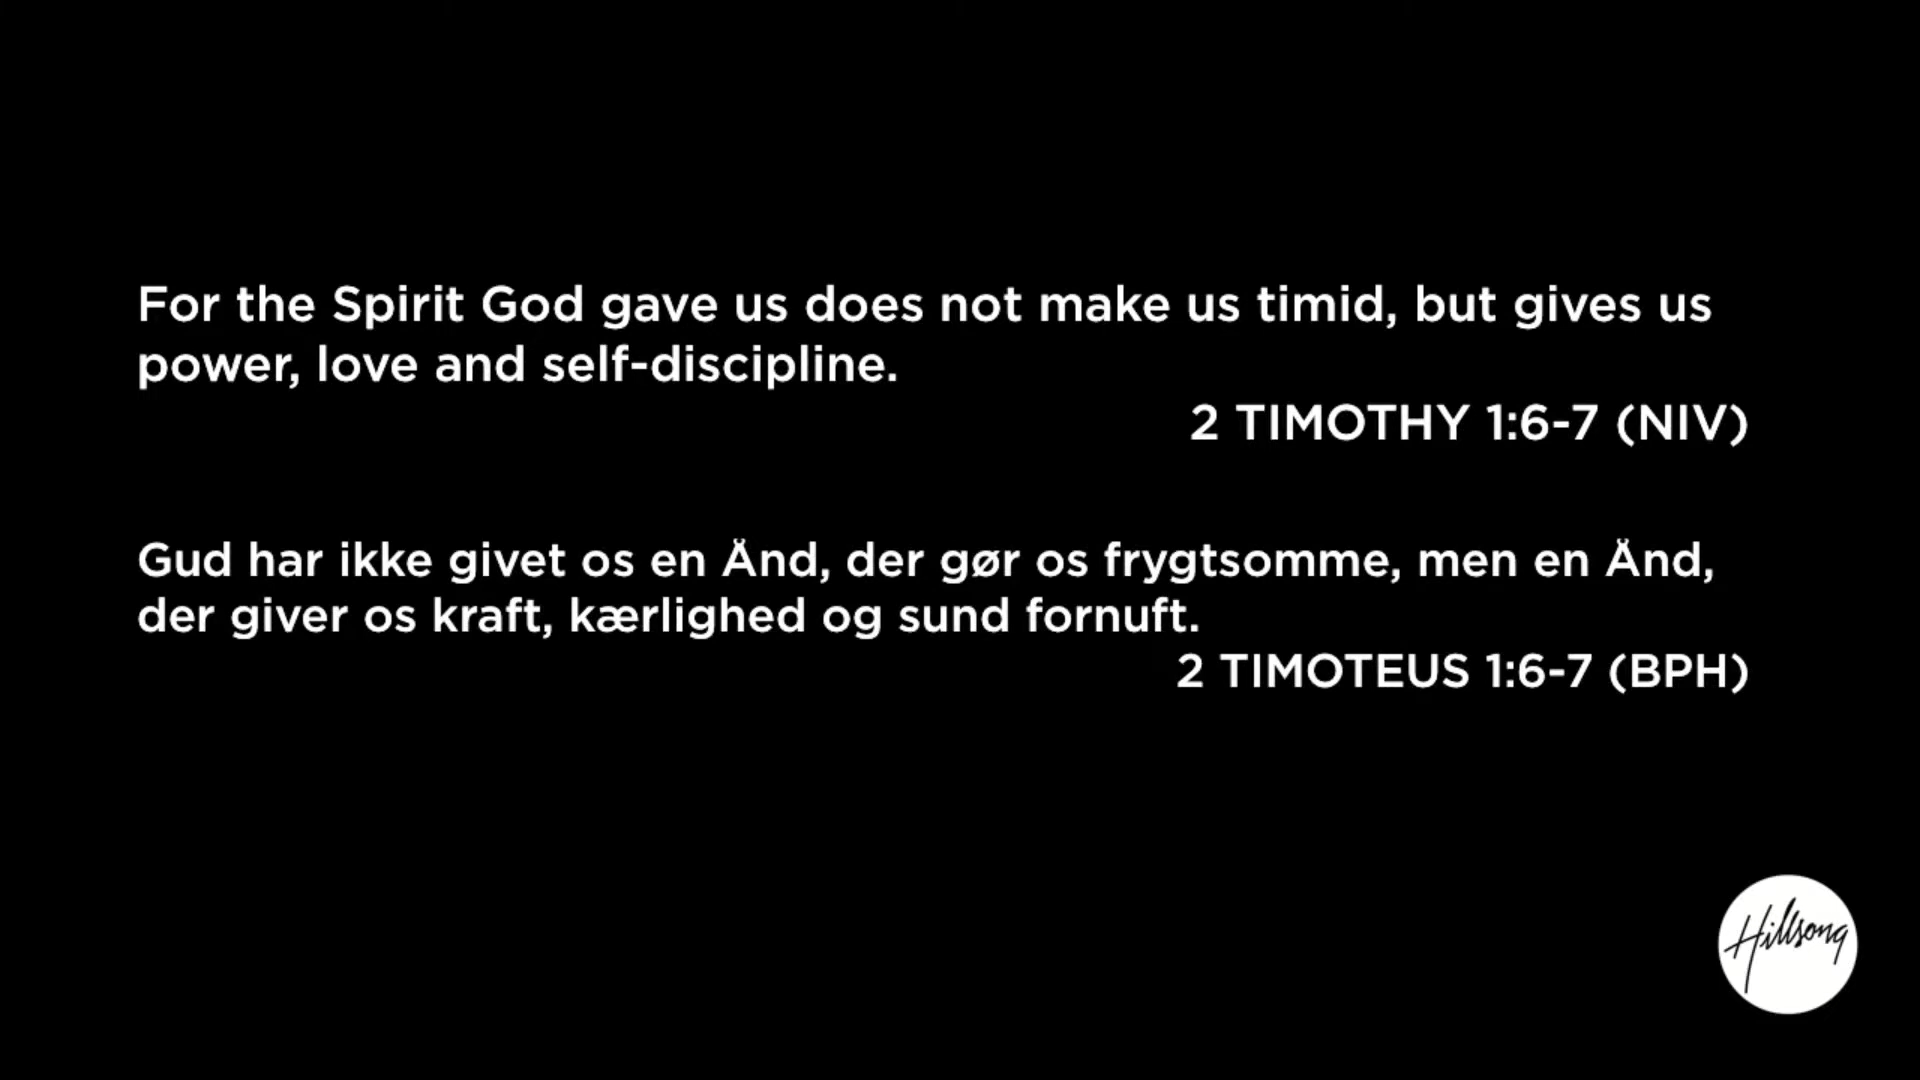 For the Spirit God gave us does not make us timid, but gives us
power, love and self-discipline.
2 TIMOTHY 1:6-7 (NIV)
Gud har ikke givet os en Ånd, der gør os frygtsomme, men en Ånd,
der giver os kraft, kærlighed og sund fornuft.
2 TIMOTEUS 1:6-7 (BPH)
Hillsong